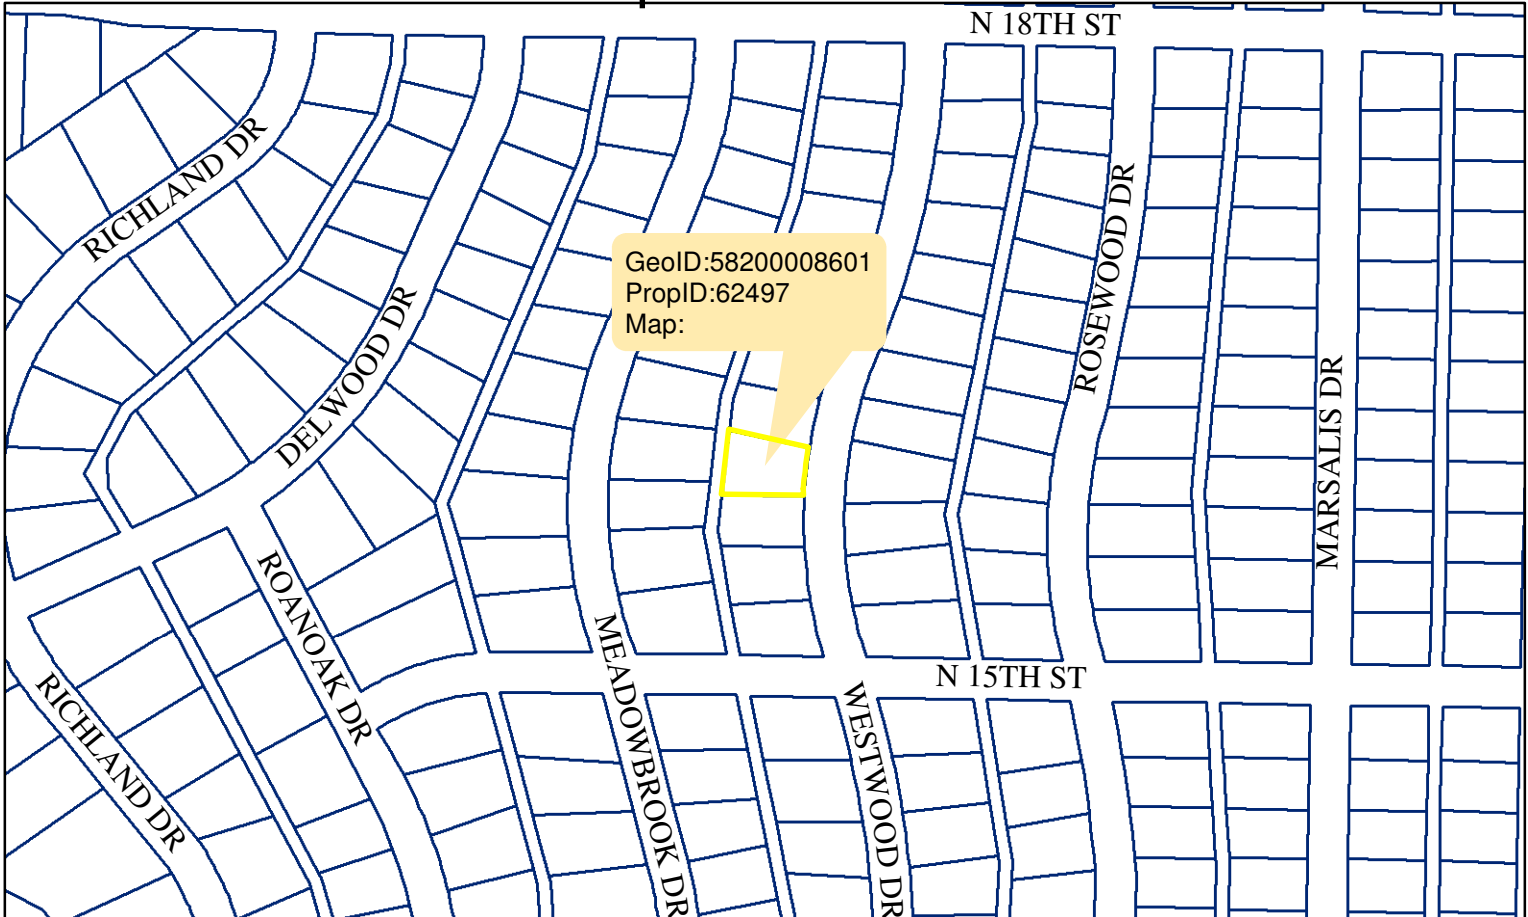 N 18TH ST
RICHLAND DR
ROSEWOOD DR
GeoID:58200008601
PropID:62497
Map:
DELWOOD DR
MARSALIS DR
ROANOAK DR
MEADOWBROOK DR
N 15TH ST
RICHLAND DR
WESTWOOD DR